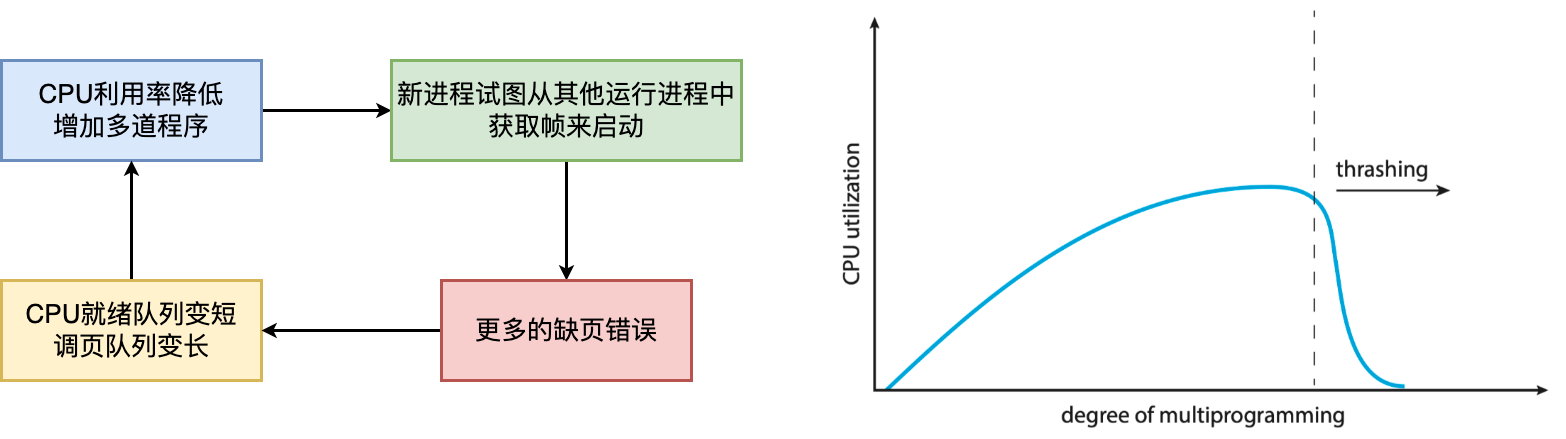 CPU利用率降低
增加多道程序
新进程试图从其他运行进程中
获取帧来启动
更多的缺页错误
CPU就绪队列变短
调页队列变长
CPU utilization
thrashing
degree of multiprogramming